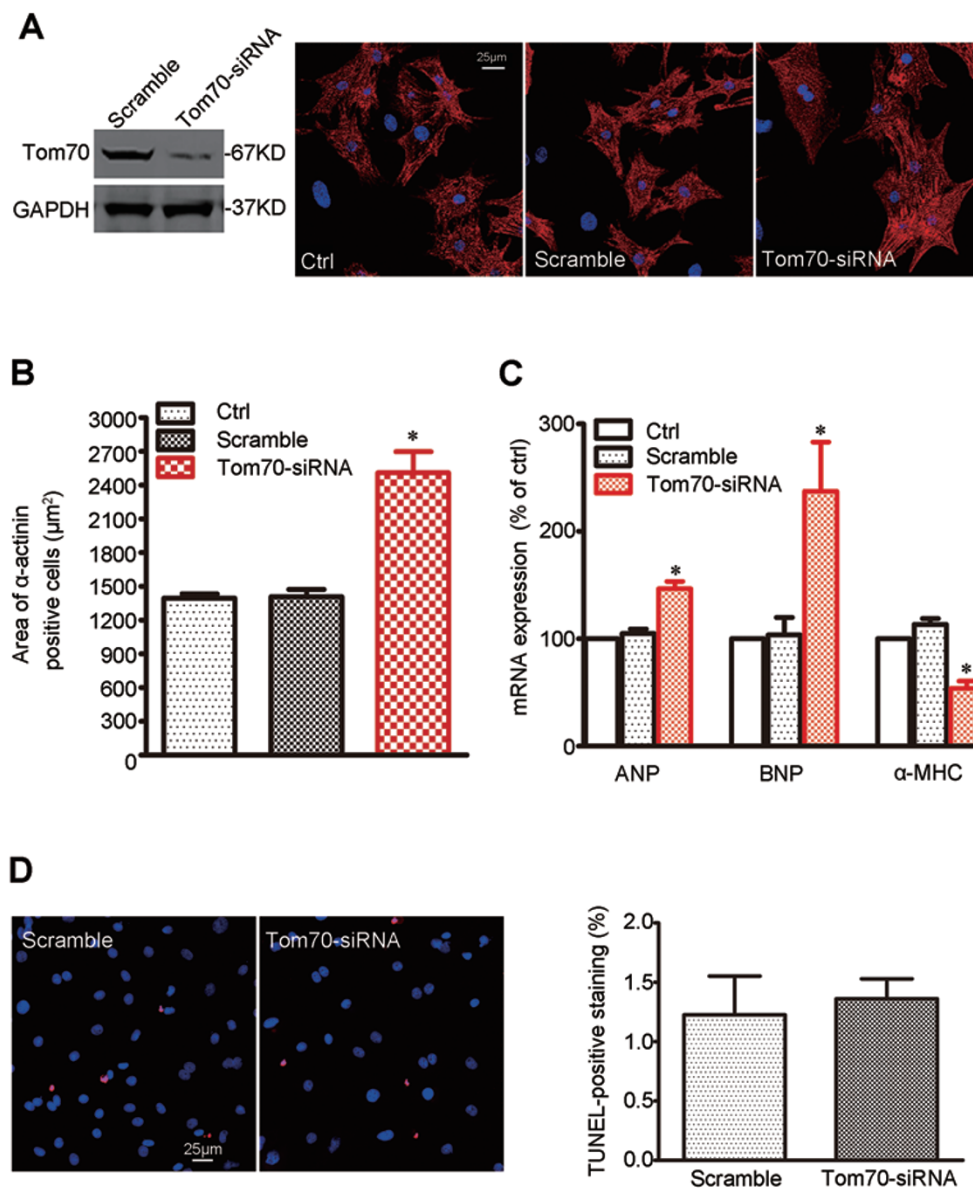 A
Scramble
Tom70-siRNA
Tom70
-67KD
GAPDH
-37KD
25µm
Ctrl
Scramble
Tom70-siRNA
B
Ctrl
Scramble
Tom70-siRNA
Area of α-actinin
positive cells (µm²)
3000
2700
2400
2100
1800
1500
1200
900
600
300
0
*
C
Ctrl
Scramble
Tom70-siRNA
mRNA expression (% of ctrl)
300
200
100
0
*
*
*
ANP
BNP
α-MHC
D
Scramble
25µm
Tom70-siRNA
TUNEL-positive staining (%)
2.0
1.5
1.0
0.5
0.0
Scramble
Tom70-siRNA